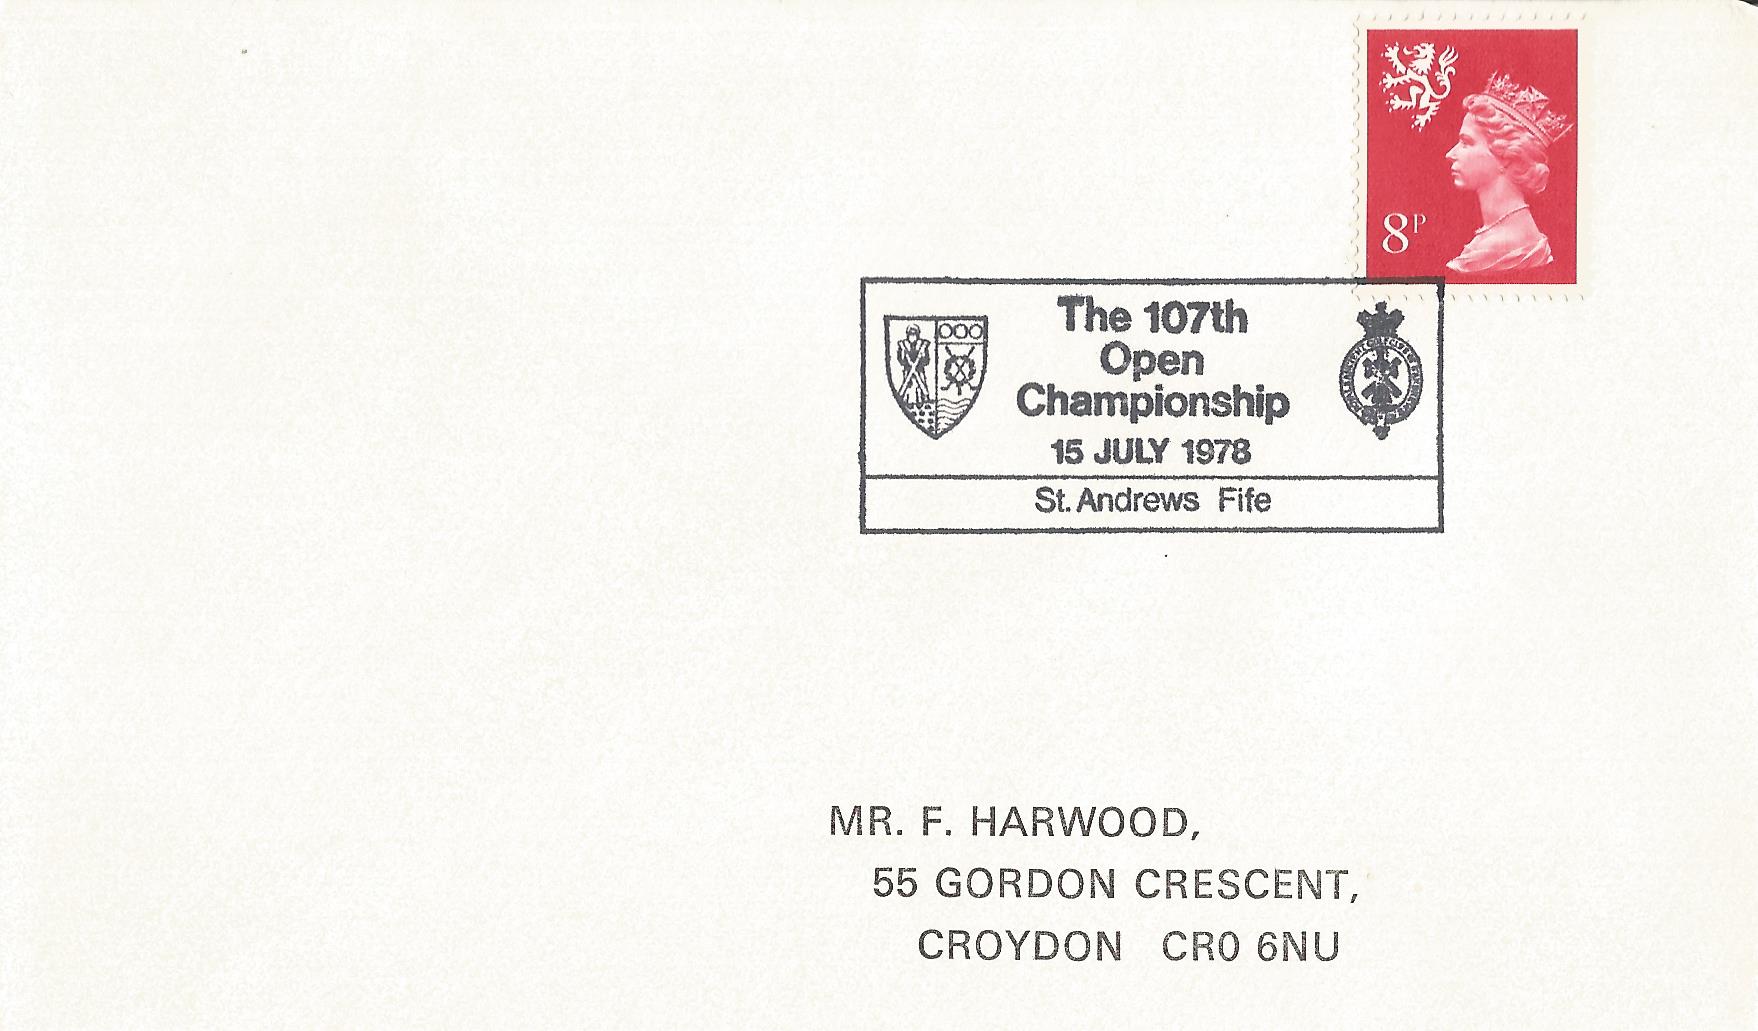 8P
The 107th
Open
Championship
15 JULY 1978
St. Andrews Fife
MR. F. HARWOOD,
55 GORDON CRESCENT,
CROYDON CR0 6NU